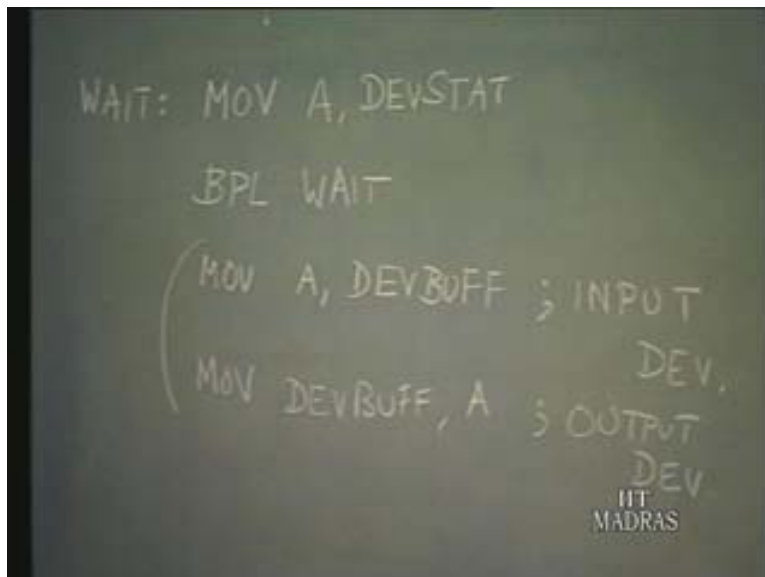 WAIT: MOV A, DEVSTAT
BPL WAIT
MOV A, DEVBUFF ; INPUT
DEV.
MOV DEVBUFF, A ; OUTPUT
DEV.
IIT
MADRAS